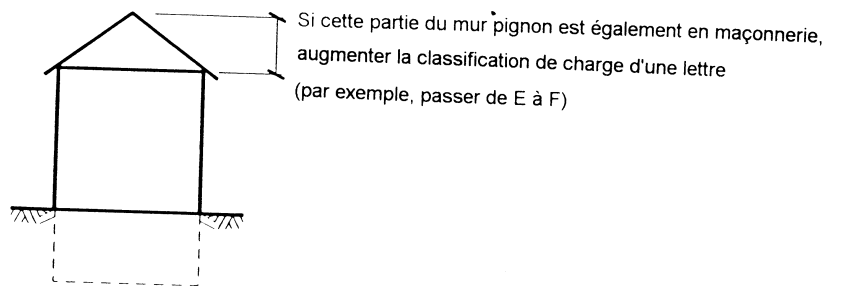 Si cette partie du mur pignon est également en maçonnerie,
augmenter la classification de charge d'une lettre
(par exemple, passer de E à F)